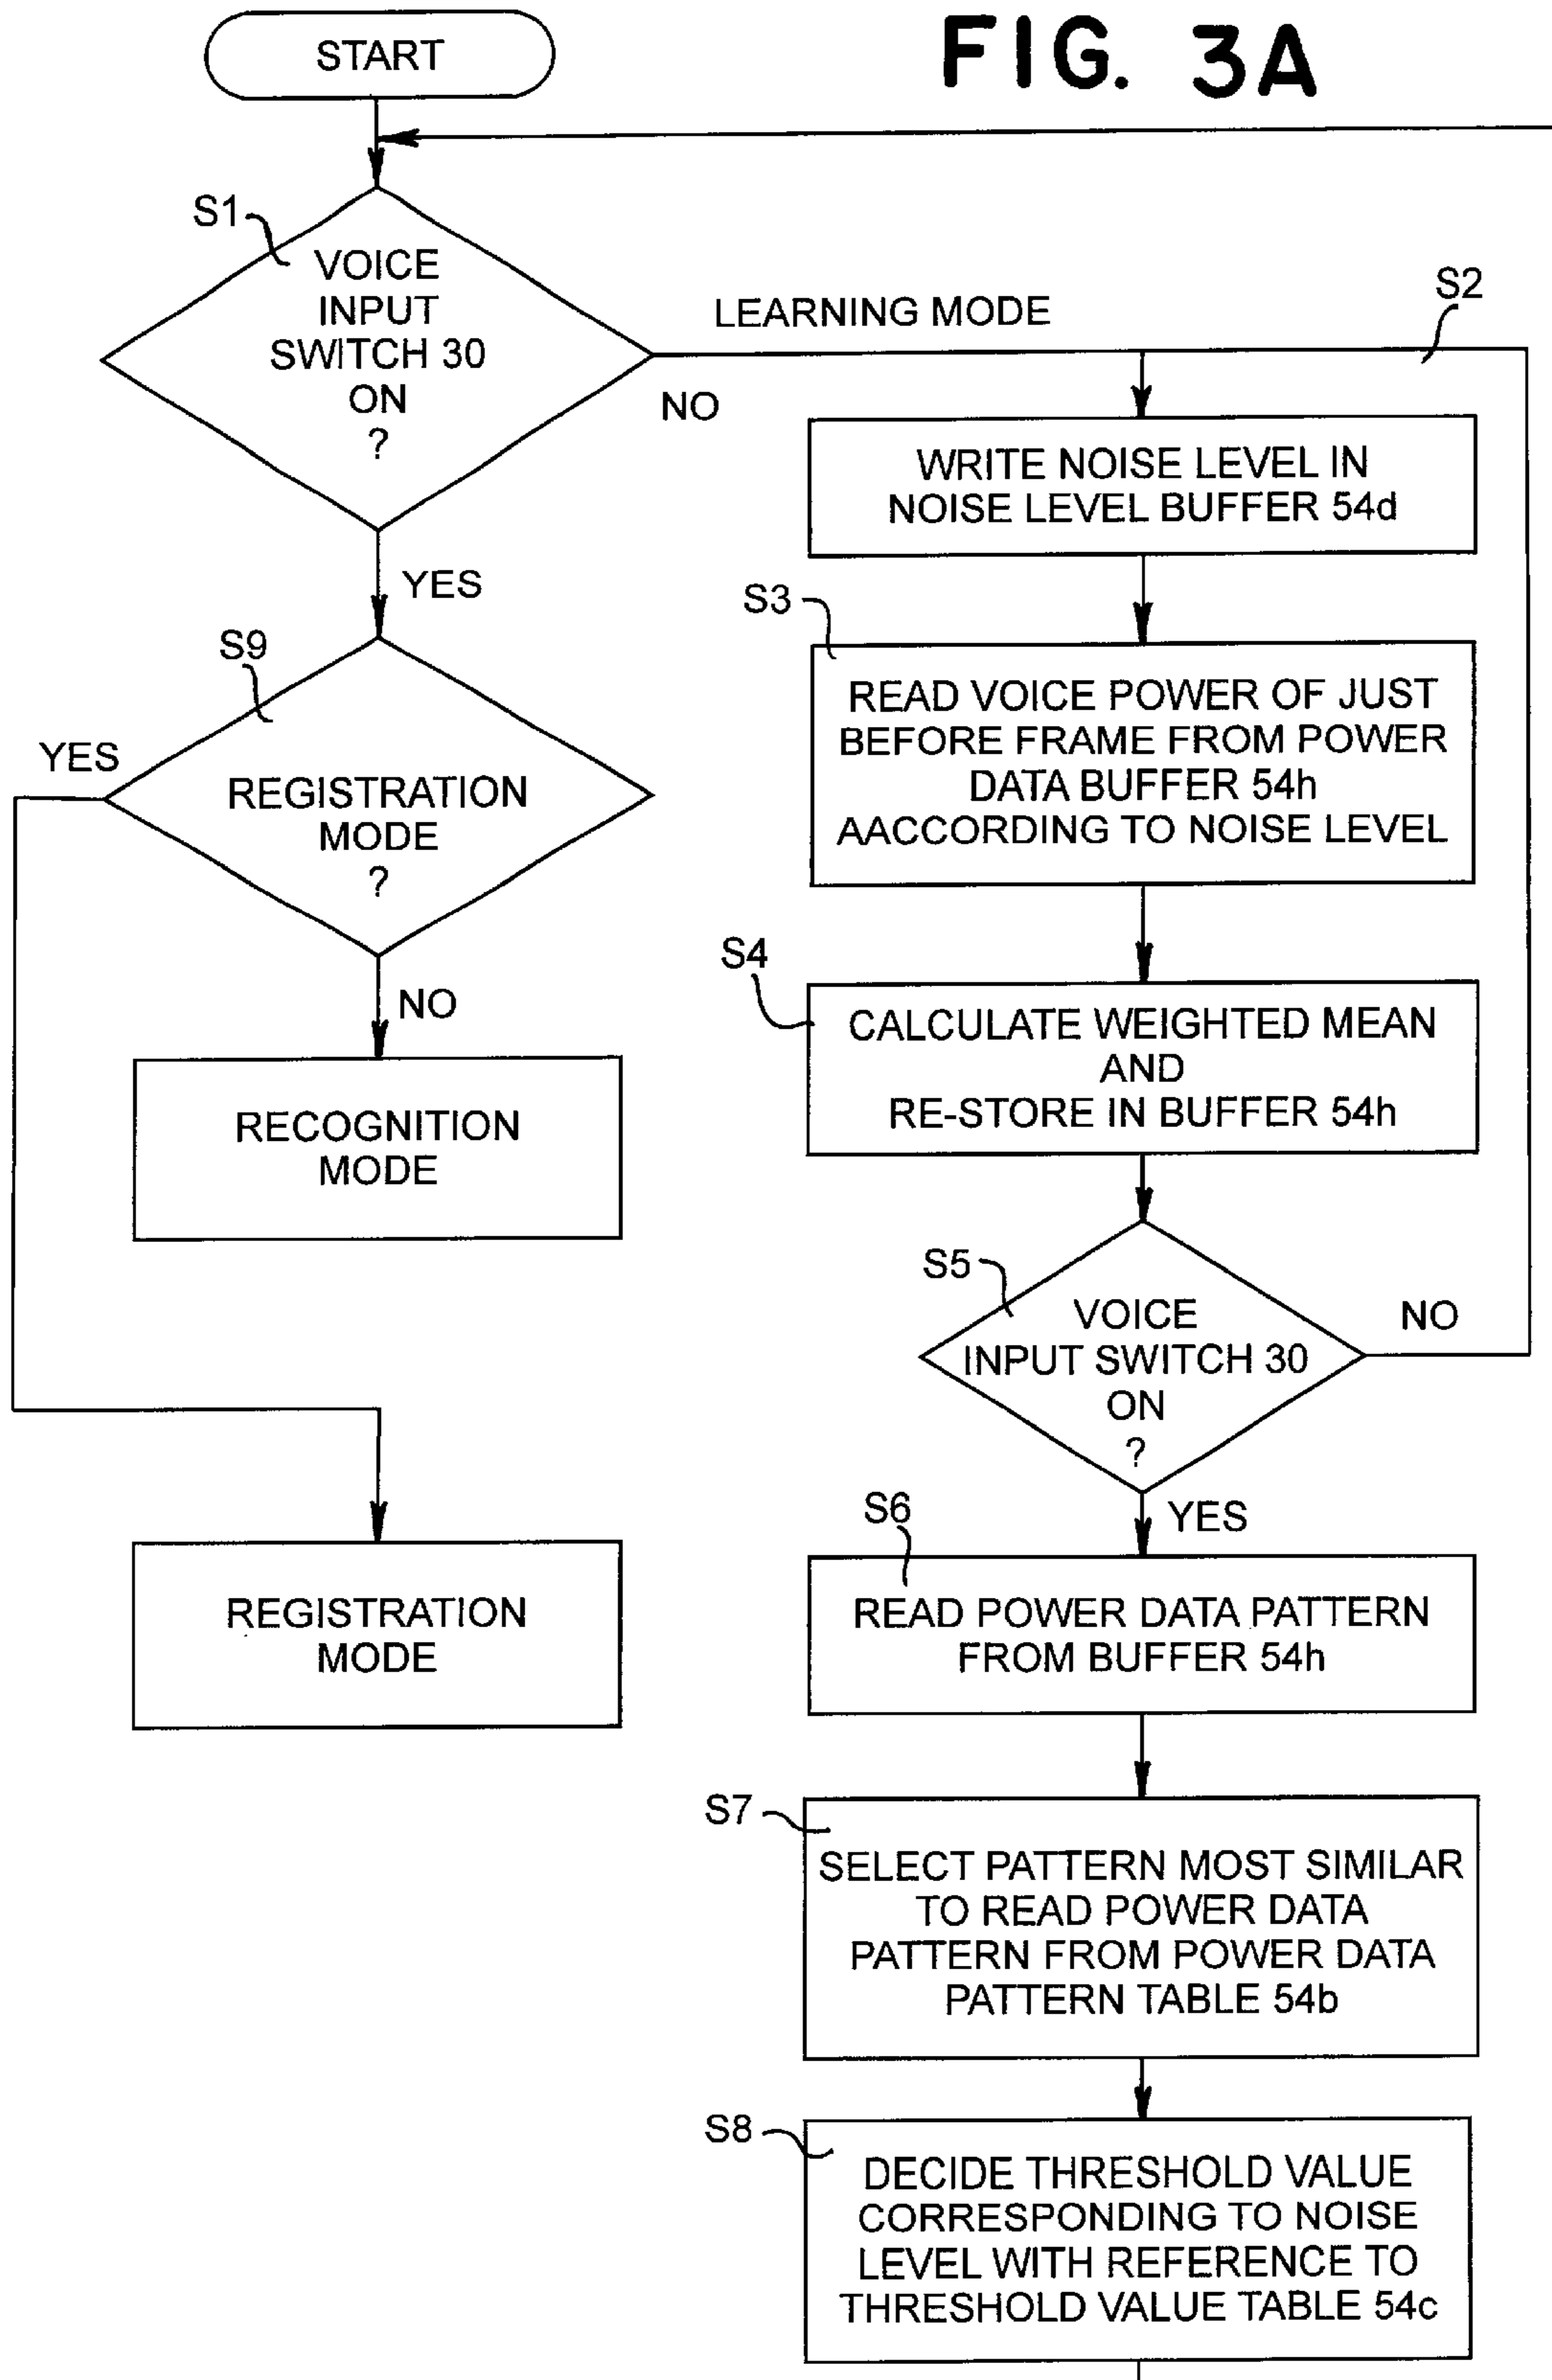 FIG. 3A
START
S1
VOICE
INPUT
SWITCH 30
ON
?
YES
NO
LEARNING MODE
S2
WRITE NOISE LEVEL IN
NOISE LEVEL BUFFER 54d
S3
READ VOICE POWER OF JUST
BEFORE FRAME FROM POWER
DATA BUFFER 54h
AACCORDING TO NOISE LEVEL
S4
CALCULATE WEIGHTED MEAN
AND
RE-STORE IN BUFFER 54h
S5
VOICE
INPUT SWITCH 30
ON
?
NO
YES
S6
READ POWER DATA PATTERN
FROM BUFFER 54h
S7
SELECT PATTERN MOST SIMILAR
TO READ POWER DATA
PATTERN FROM POWER DATA
PATTERN TABLE 54b
S8
DECIDE THRESHOLD VALUE
CORRESPONDING TO NOISE
LEVEL WITH REFERENCE TO
THRESHOLD VALUE TABLE 54c
S9
REGISTRATION
MODE
?
YES
NO
RECOGNITION
MODE
REGISTRATION
MODE